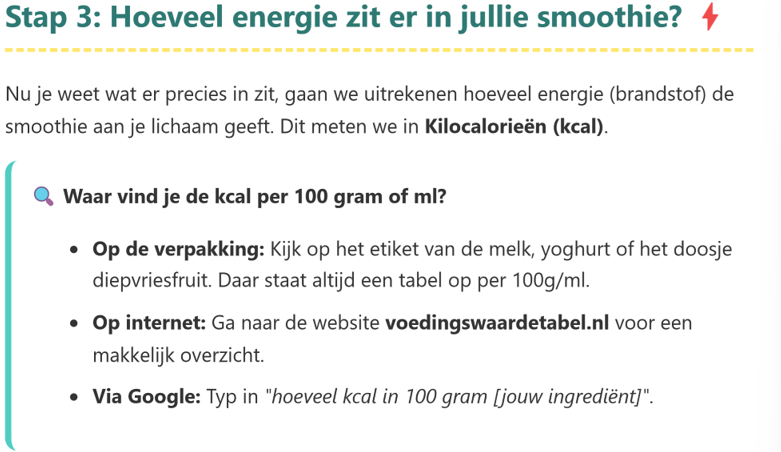 Stap 3: Hoeveel energie zit er in jullie smoothie? ⚡
Nu je weet wat er precies in zit, gaan we uitrekenen hoeveel energie (brandstof) de
smoothie aan je lichaam geeft. Dit meten we in Kilocalorieën (kcal).
🔍 Waar vind je de kcal per 100 gram of ml?
• Op de verpakking: Kijk op het etiket van de melk, yoghurt of het doosje
diepvriesfruit. Daar staat altijd een tabel op per 100g/ml.
• Op internet: Ga naar de website voedingswaardetabel.nl voor een
makkelijk overzicht.
• Via Google: Typ in "hoeveel kcal in 100 gram [jouw ingrediënt]".